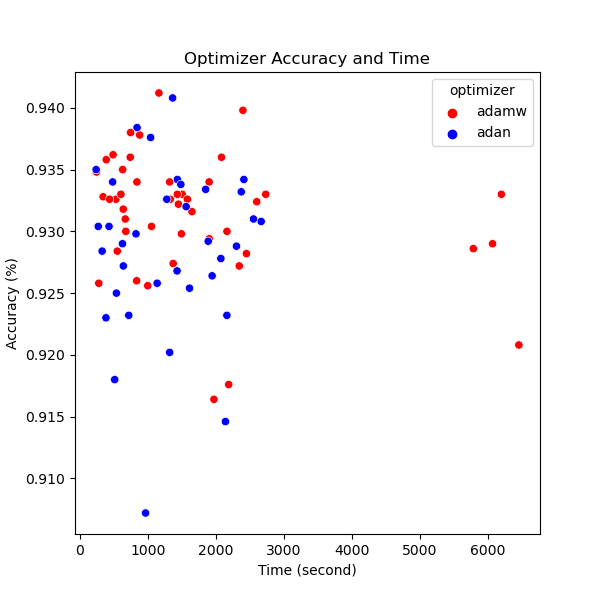 Optimizer Accuracy and Time
optimizer
adamw
adan
0.940
0.935
0.930
0.925
0.920
0.915
0.910
Accuracy (%)
0 1000 2000 3000 4000 5000 6000
Time (second)